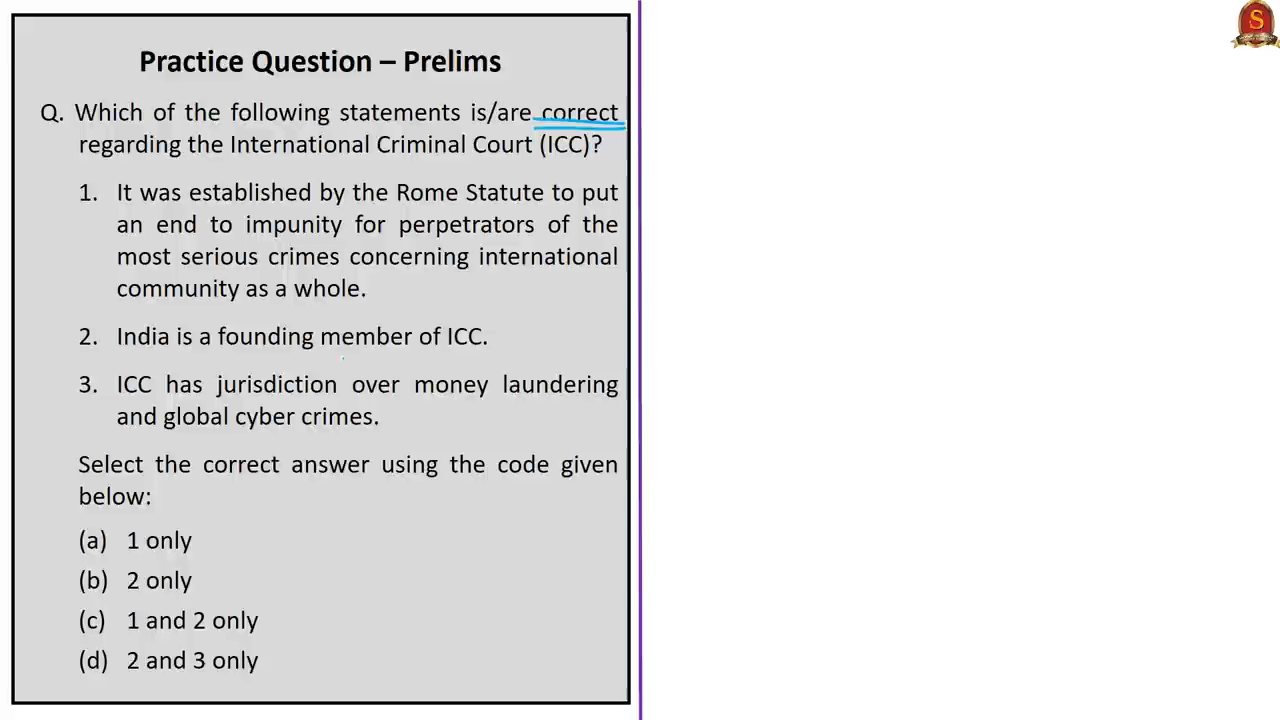 Practice Question – Prelims
Q. Which of the following statements is/are correct
regarding the International Criminal Court (ICC)?
1. It was established by the Rome Statute to put
an end to impunity for perpetrators of the
most serious crimes concerning international
community as a whole.
2. India is a founding member of ICC.
3. ICC has jurisdiction over money laundering
and global cyber crimes.
Select the correct answer using the code given
below:
(a) 1 only
(b) 2 only
(c) 1 and 2 only
(d) 2 and 3 only
S